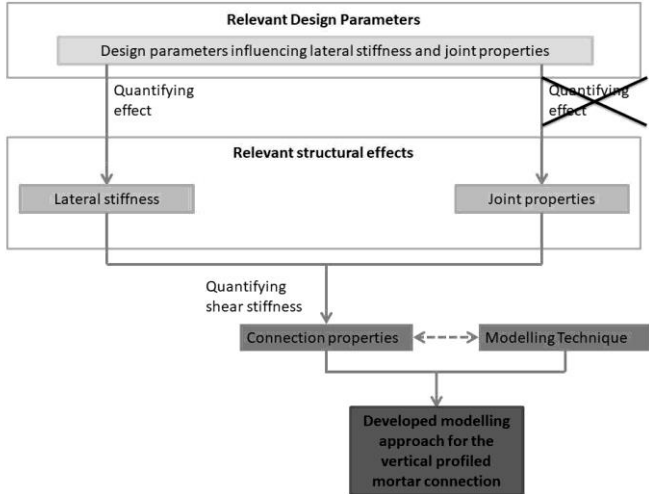 Relevant Design Parameters
Design parameters influencing lateral stiffness and joint properties
Quantifying
effect
Quantifying
effect
Relevant structural effects
Lateral stiffness
Joint properties
Quantifying
shear stiffness
Connection properties
Modelling Technique
Developed modelling
approach for the
vertical profiled
mortar connection